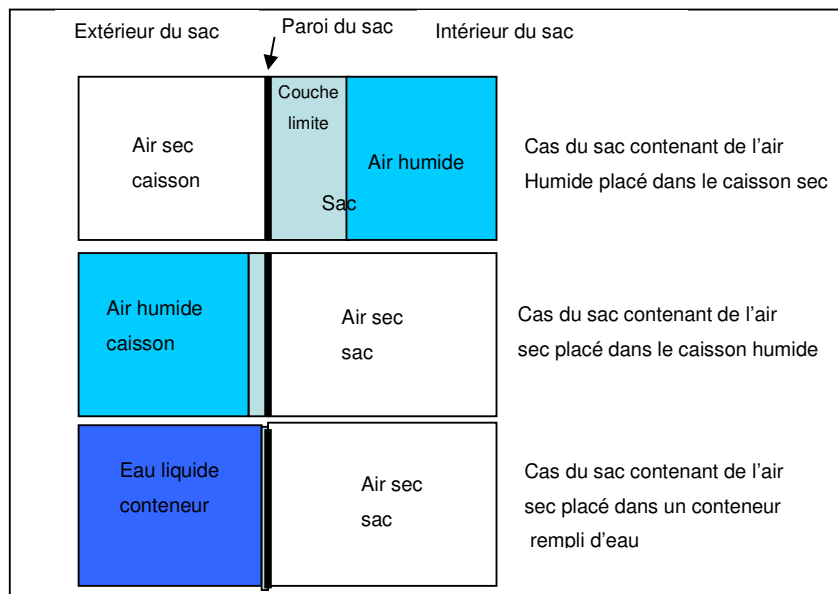 Extérieur du sac
Paroi du sac
Intérieur du sac
Couche
limite
Air sec
caisson
Air humide
Sac
Cas du sac contenant de l'air
Humide placé dans le caisson sec
Air humide
caisson
Air sec
sac
Cas du sac contenant de l'air
sec placé dans le caisson humide
Eau liquide
conteneur
Air sec
sac
Cas du sac contenant de l'air
sec placé dans un conteneur
rempli d'eau